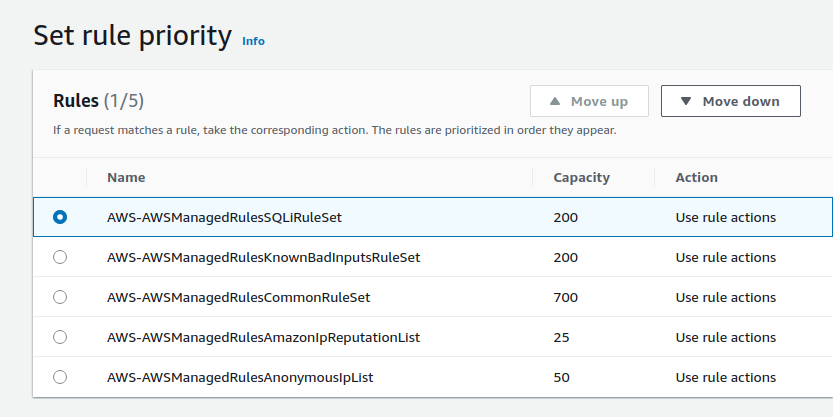 Set rule priority Info
Rules (1/5)
Move up
Move down
If a request matches a rule, take the corresponding action. The rules are prioritized in order they appear.
Name Capacity Action
AWS-AWSManagedRulesSQLiRuleSet 200 Use rule actions
AWS-AWSManagedRulesKnownBadInputsRuleSet 200 Use rule actions
AWS-AWSManagedRulesCommonRuleSet 700 Use rule actions
AWS-AWSManagedRulesAmazonIpReputationList 25 Use rule actions
AWS-AWSManagedRulesAnonymousIpList 50 Use rule actions